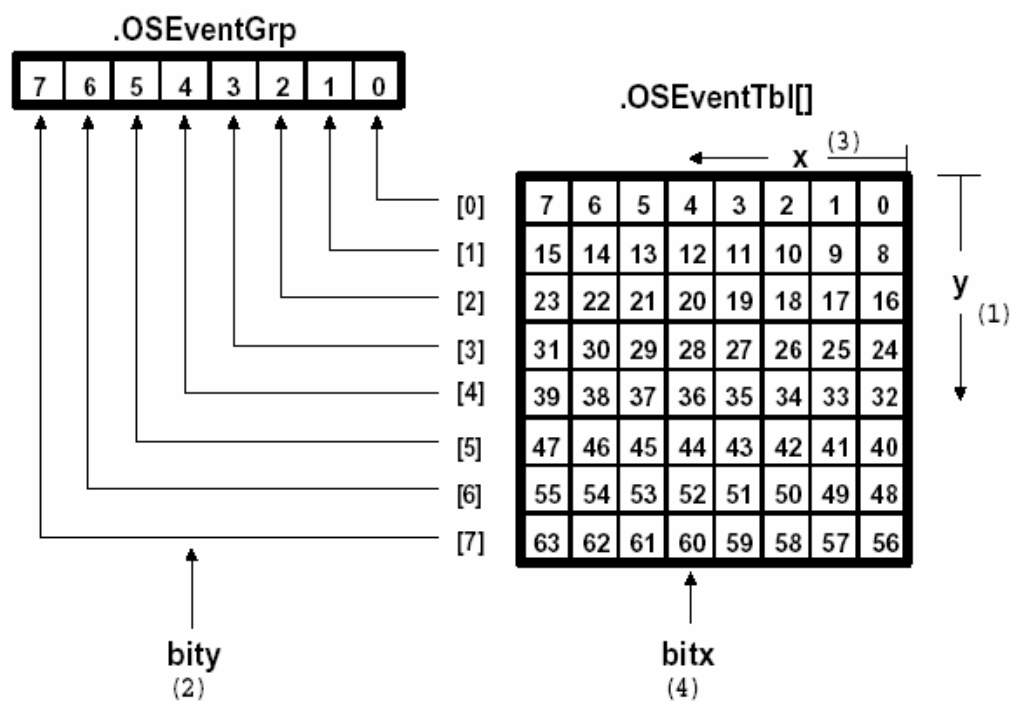 .OSEventGrp
7 6 5 4 3 2 1 0
.OSEventTbl[]
x (3)
[0] 7 6 5 4 3 2 1 0
[1] 15 14 13 12 11 10 9 8
[2] 23 22 21 20 19 18 17 16
y (1)
[3] 31 30 29 28 27 26 25 24
[4] 39 38 37 36 35 34 33 32
[5] 47 46 45 44 43 42 41 40
[6] 55 54 53 52 51 50 49 48
[7] 63 62 61 60 59 58 57 56
bity
(2)
bitx
(4)